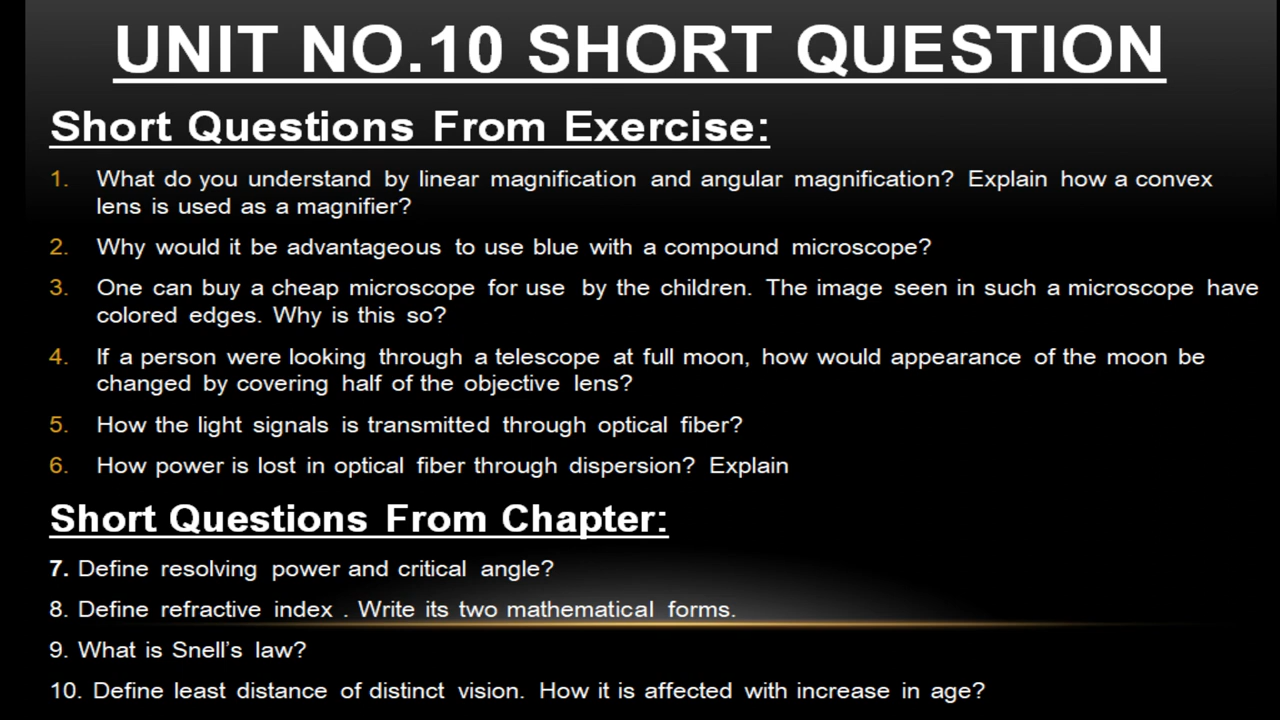 UNIT NO.10 SHORT QUESTION
Short Questions From Exercise:
1. What do you understand by linear magnification and angular magnification? Explain how a convex
lens is used as a magnifier?
2. Why would it be advantageous to use blue with a compound microscope?
3. One can buy a cheap microscope for use by the children. The image seen in such a microscope have
colored edges. Why is this so?
4. If a person were looking through a telescope at full moon, how would appearance of the moon be
changed by covering half of the objective lens?
5. How the light signals is transmitted through optical fiber?
6. How power is lost in optical fiber through dispersion? Explain
Short Questions From Chapter:
7. Define resolving power and critical angle?
8. Define refractive index . Write its two mathematical forms.
9. What is Snell’s law?
10. Define least distance of distinct vision. How it is affected with increase in age?